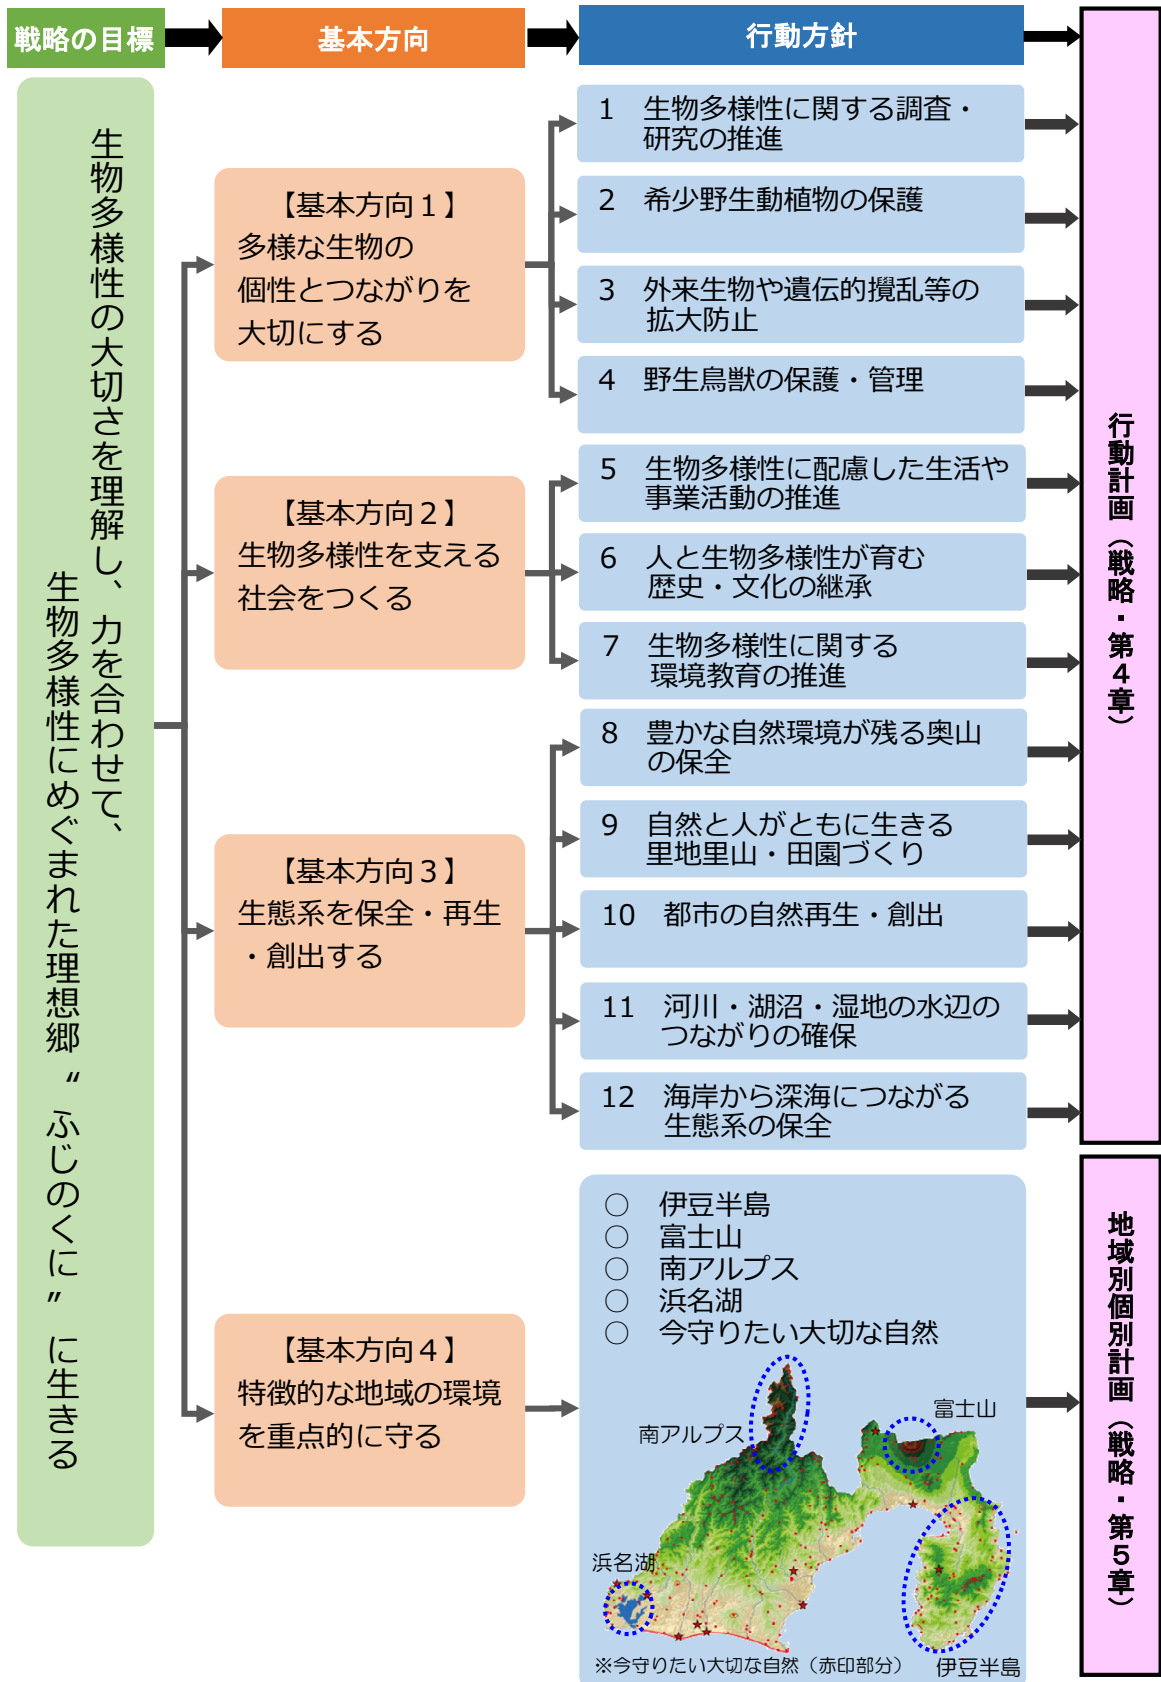 戦略の目標
基本方向
行動方針
生物多様性の大切さを理解し、力を合わせて、
生物多様性にめぐまれた理想郷“ふじのくに”に生きる
【基本方向１】
多様な生物の
個性とつながりを
大切にする
1　生物多様性に関する調査・
研究の推進
2　希少野生動植物の保護
3　外来生物や遺伝的攪乱等の
拡大防止
4　野生鳥獣の保護・管理
【基本方向２】
生物多様性を支える
社会をつくる
5　生物多様性に配慮した生活や
事業活動の推進
6　人と生物多様性が育む
歴史・文化の継承
7　生物多様性に関する
環境教育の推進
【基本方向３】
生態系を保全・再生
・創出する
8　豊かな自然環境が残る奥山
の保全
9　自然と人がともに生きる
里地里山・田園づくり
10　都市の自然再生・創出
11　河川・湖沼・湿地の水辺の
つながりの確保
12　海岸から深海につながる
生態系の保全
行動計画（戦略・第４章）
【基本方向４】
特徴的な地域の環境
を重点的に守る
○　伊豆半島
○　富士山
○　南アルプス
○　浜名湖
○　今守りたい大切な自然
南アルプス
富士山
浜名湖
伊豆半島
※今守りたい大切な自然（赤印部分）
地域別個別計画（戦略・第５章）